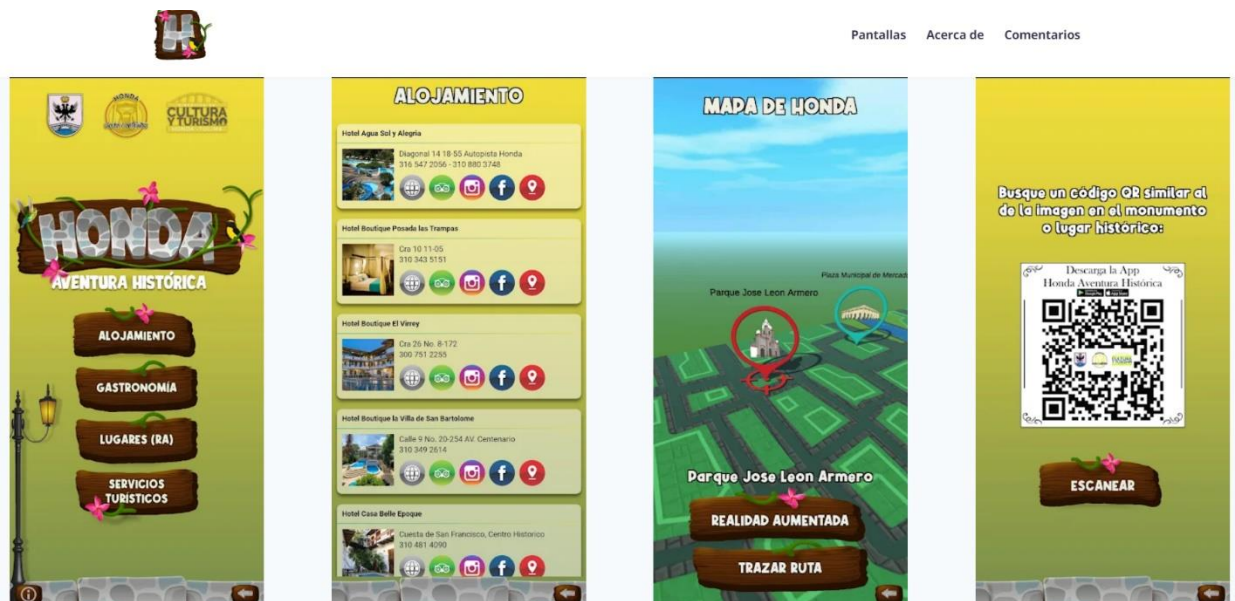 H
Pantallas Acerca de Comentarios
HONDA
CULTURA
Y TURISMO
HONDA
AVENTURA HISTÓRICA
ALOJAMIENTO
GASTRONOMÍA
LUGARES (RA)
SERVICIOS
TURÍSTICOS
ALOJAMIENTO
Hotel Agua Sol y Alegria
Diagonal 14 18-55 Autopista Honda
316 547 2056 - 310 880 3748
Hotel Boutique Posada las Trampas
Cra 10 11-05
310 343 5151
Hotel Boutique El Virrey
Cra 26 No. 8-172
300 751 2255
Hotel Boutique la Villa de San Bartolome
Calle 9 No. 20-254 AV. Centenario
310 349 2614
Hotel Casa Belle Epoque
Cuesta de San Francisco, Centro Historico
310 481 4090
MAPA DE HONDA
Plaza Municipal de Mercado
Parque Jose Leon Armero
Parque Jose Leon Armero
REALIDAD AUMENTADA
TRAZAR RUTA
Busque un código QR similar al
de la imagen en el monumento
o lugar histórico:
Descarga la App
Honda Aventura Histórica
ESCANEAR